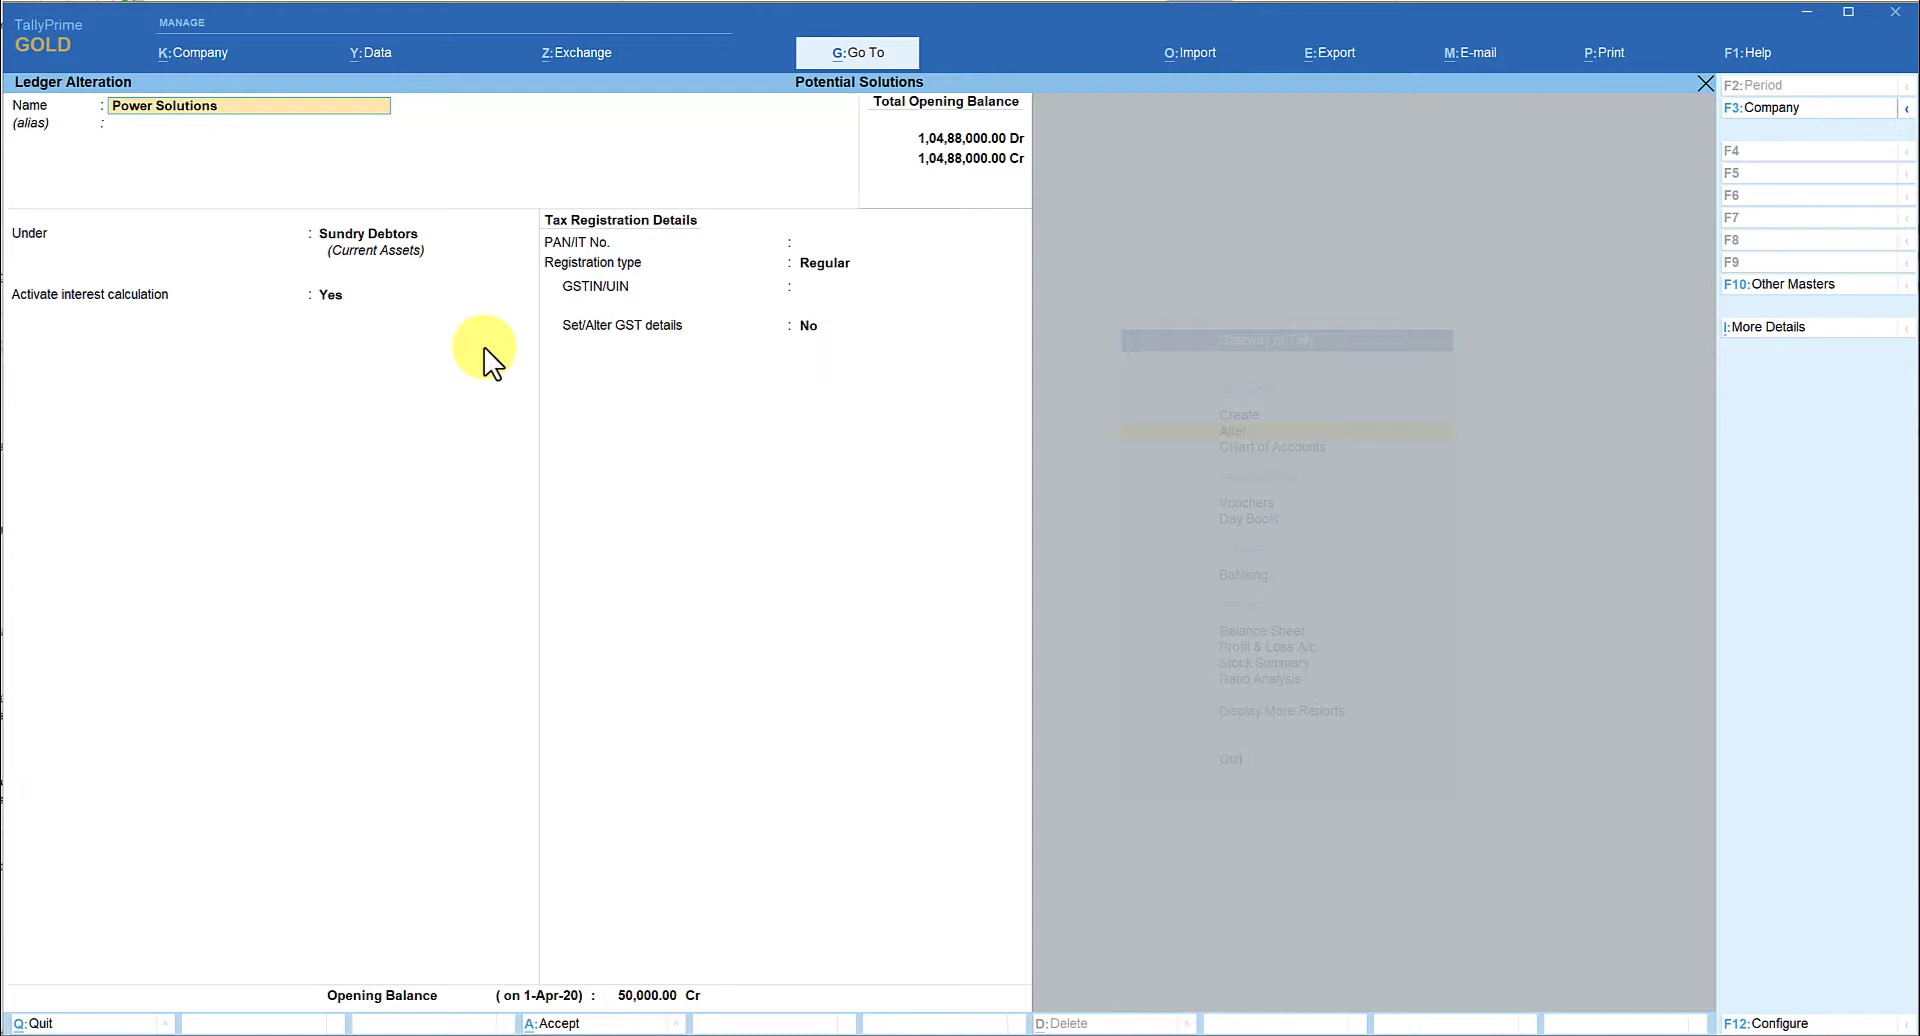 TallyPrime
GOLD
MANAGE
K:Company
Y:Data
Z:Exchange
G:Go To
O:Import
E:Export
M:E-mail
P:Print
F1:Help
Ledger Alteration
Potential Solutions
Name : Power Solutions
(alias) :
Total Opening Balance
1,04,88,000.00 Dr
1,04,88,000.00 Cr
Under : Sundry Debtors
(Current Assets)
Activate interest calculation : Yes
Tax Registration Details
PAN/IT No. :
Registration type : Regular
GSTIN/UIN :
Set/Alter GST details : No
Gateway of Tally
Create
Alter
CHart of Accounts
Vouchers
Day BooK
BaNking
Balance Sheet
Profit & Loss A/c
Stock Summary
Ratio Analysis
Display More Reports
Quit
F2:Period
F3:Company
F4
F5
F6
F7
F8
F9
F10:Other Masters
I:More Details
Opening Balance ( on 1-Apr-20) : 50,000.00 Cr
Q:Quit
A:Accept
D:Delete
F12:Configure